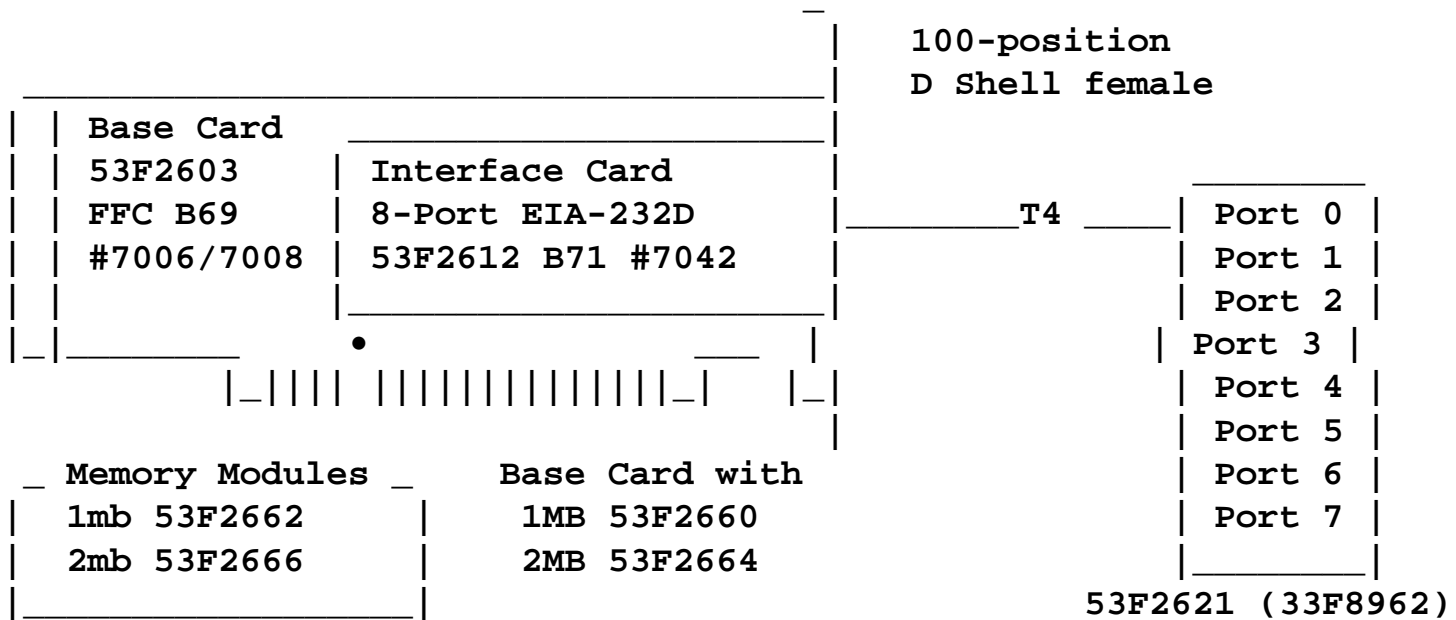 100-position
D Shell female
Base Card
53F2603 Interface Card
FFC B69 8-Port EIA-232D T4 Port 0
#7006/7008 53F2612 B71 #7042 Port 1
Port 2
Port 3
Port 4
Port 5
Memory Modules Base Card with Port 6
1mb 53F2662 1MB 53F2660 Port 7
2mb 53F2666 2MB 53F2664
53F2621 (33F8962)